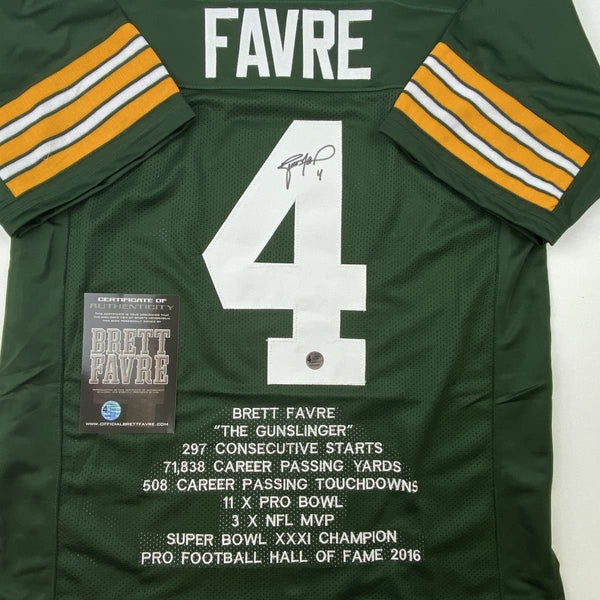 FAVRE
4
4
CERTIFICATE OF
AUTHENTICITY
BRETT
FAVRE
WWW.OFFICIALBRETTFAVRE.COM
BRETT FAVRE
"THE GUNSLINGER"
297 CONSECUTIVE STARTS
71,838 CAREER PASSING YARDS
508 CAREER PASSING TOUCHDOWNS
11 X PRO BOWL
3 X NFL MVP
SUPER BOWL XXXI CHAMPION
PRO FOOTBALL HALL OF FAME 2016